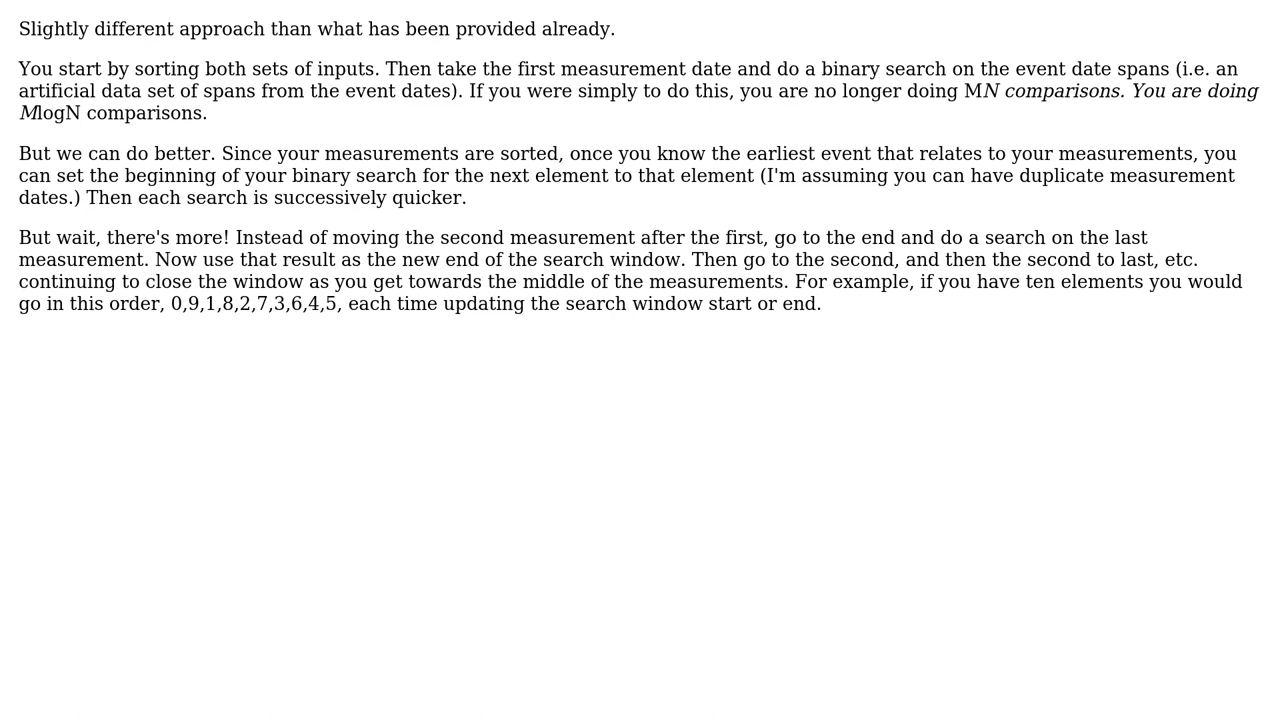 Slightly different approach than what has been provided already.
You start by sorting both sets of inputs. Then take the first measurement date and do a binary search on the event date spans (i.e. an
artificial data set of spans from the event dates). If you were simply to do this, you are no longer doing MN comparisons. You are doing
MlogN comparisons.
But we can do better. Since your measurements are sorted, once you know the earliest event that relates to your measurements, you
can set the beginning of your binary search for the next element to that element (I'm assuming you can have duplicate measurement
dates.) Then each search is successively quicker.
But wait, there's more! Instead of moving the second measurement after the first, go to the end and do a search on the last
measurement. Now use that result as the new end of the search window. Then go to the second, and then the second to last, etc.
continuing to close the window as you get towards the middle of the measurements. For example, if you have ten elements you would
go in this order, 0,9,1,8,2,7,3,6,4,5, each time updating the search window start or end.